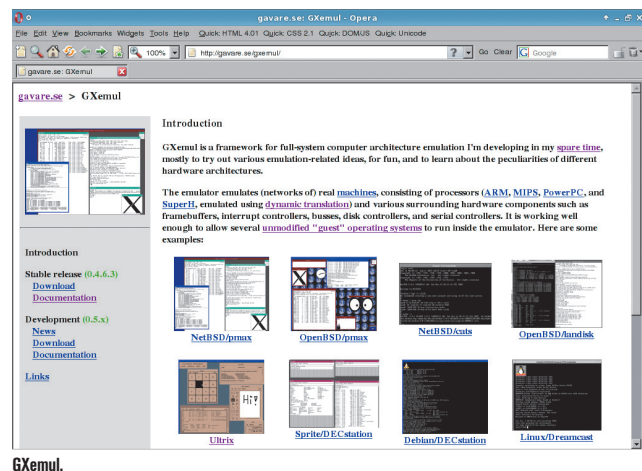 gavare.se: GXemul - Opera
File Edit View Bookmarks Widgets Tools Help Quick: HTML 4.01 Quick: CSS 2.1 Quick: DOMUS Quick: Unicode
100% http://gavare.se/gxemul/ ? Go Clear G Google
gavare.se: GXemul
gavare.se > GXemul
Introduction
Stable release (0.4.6.3)
Download
Documentation
Development (0.5.x)
News
Download
Documentation
Links
Introduction
GXemul is a framework for full-system computer architecture emulation I'm developing in my spare time,
mostly to try out various emulation-related ideas, for fun, and to learn about the peculiarities of different
hardware architectures.
The emulator emulates (networks of) real machines, consisting of processors (ARM, MIPS, PowerPC, and
SuperH, emulated using dynamic translation) and various surrounding hardware components such as
framebuffers, interrupt controllers, busses, disk controllers, and serial controllers. It is working well
enough to allow several unmodified "guest" operating systems to run inside the emulator. Here are some
examples:
NetBSD/pmax OpenBSD/pmax NetBSD/cats OpenBSD/landisk
Hi!
Ultrix Sprite/DECstation Debian/DECstation Linux/Dreamcast
GXemul.